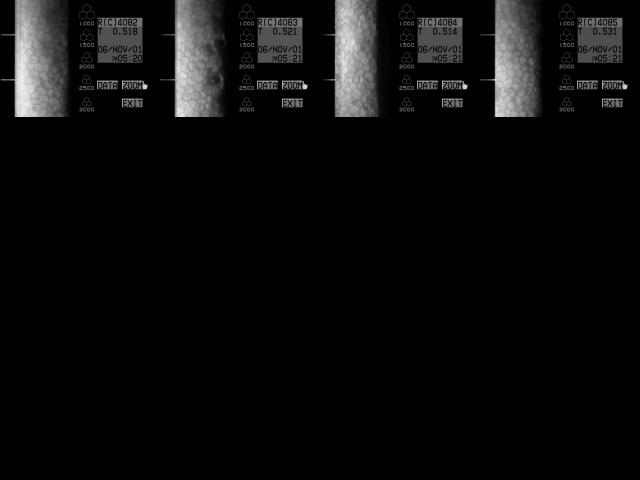 1000
1500
2000
2500
3000
R(C)4082
T 0.518
06/NOV/01
PM05:20
DATA ZOOM
EXIT
1000
1500
2000
2500
3000
R(C)4083
T 0.521
06/NOV/01
PM05:21
DATA ZOOM
EXIT
1000
1500
2000
2500
3000
R(C)4084
T 0.514
06/NOV/01
PM05:21
DATA ZOOM
EXIT
1000
1500
2000
2500
3000
R(C)4085
T 0.531
06/NOV/01
PM05:21
DATA ZOOM
EXIT